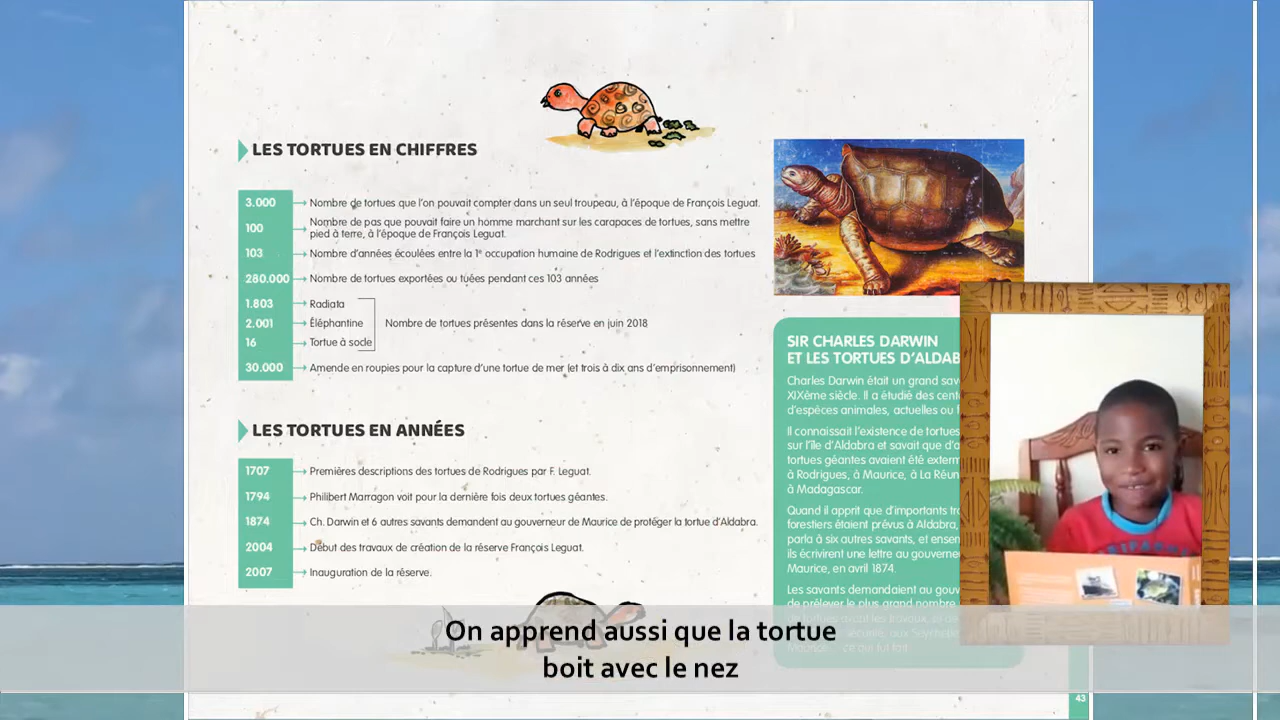 LES TORTUES EN CHIFFRES
3.000 Nombre de tortues que l'on pouvait compter dans un seul troupeau, à l'époque de François Leguat.
100 Nombre de pas que pouvait faire un homme marchant sur les carapaces de tortues, sans mettre
pied à terre, à l'époque de François Leguat.
103 Nombre d'années écoulées entre la 1e occupation humaine de Rodrigues et l'extinction des tortues
280.000 Nombre de tortues exportées ou tuées pendant ces 103 années
1.803 Radiata
2.001 Éléphantine Nombre de tortues présentes dans la réserve en juin 2018
16 Tortue à socle
30.000 Amende en roupies pour la capture d'une tortue de mer (et trois à dix ans d'emprisonnement)
LES TORTUES EN ANNÉES
1707 Premières descriptions des tortues de Rodrigues par F. Leguat.
1794 Philibert Marragon voit pour la dernière fois deux tortues géantes.
1874 Ch. Darwin et 6 autres savants demandent au gouverneur de Maurice de protéger la tortue d'Aldabra.
2004 Début des travaux de création de la réserve François Leguat.
2007 Inauguration de la réserve.
SIR CHARLES DARWIN
ET LES TORTUES D'ALDAB
Charles Darwin était un grand sav
XIXème siècle. Il a étudié des cent
d'espèces animales, actuelles ou
Il connaissait l'existence de tortues
sur l'île d'Aldabra et savait que d'a
tortues géantes avaient été exterm
à Rodrigues, à Maurice, à La Réun
à Madagascar.
Quand il apprit que d'importants tra
forestiers étaient prévus à Aldabra,
parla à six autres savants, et ensem
ils écrivirent une lettre au gouverne
Maurice, en avril 1874.
Les savants demandaient au gouv
de prélever le plus grand nombre
avant les travaux,
aux Seychelles
Maurice... ce qui fut fait.
On apprend aussi que la tortue
boit avec le nez
43